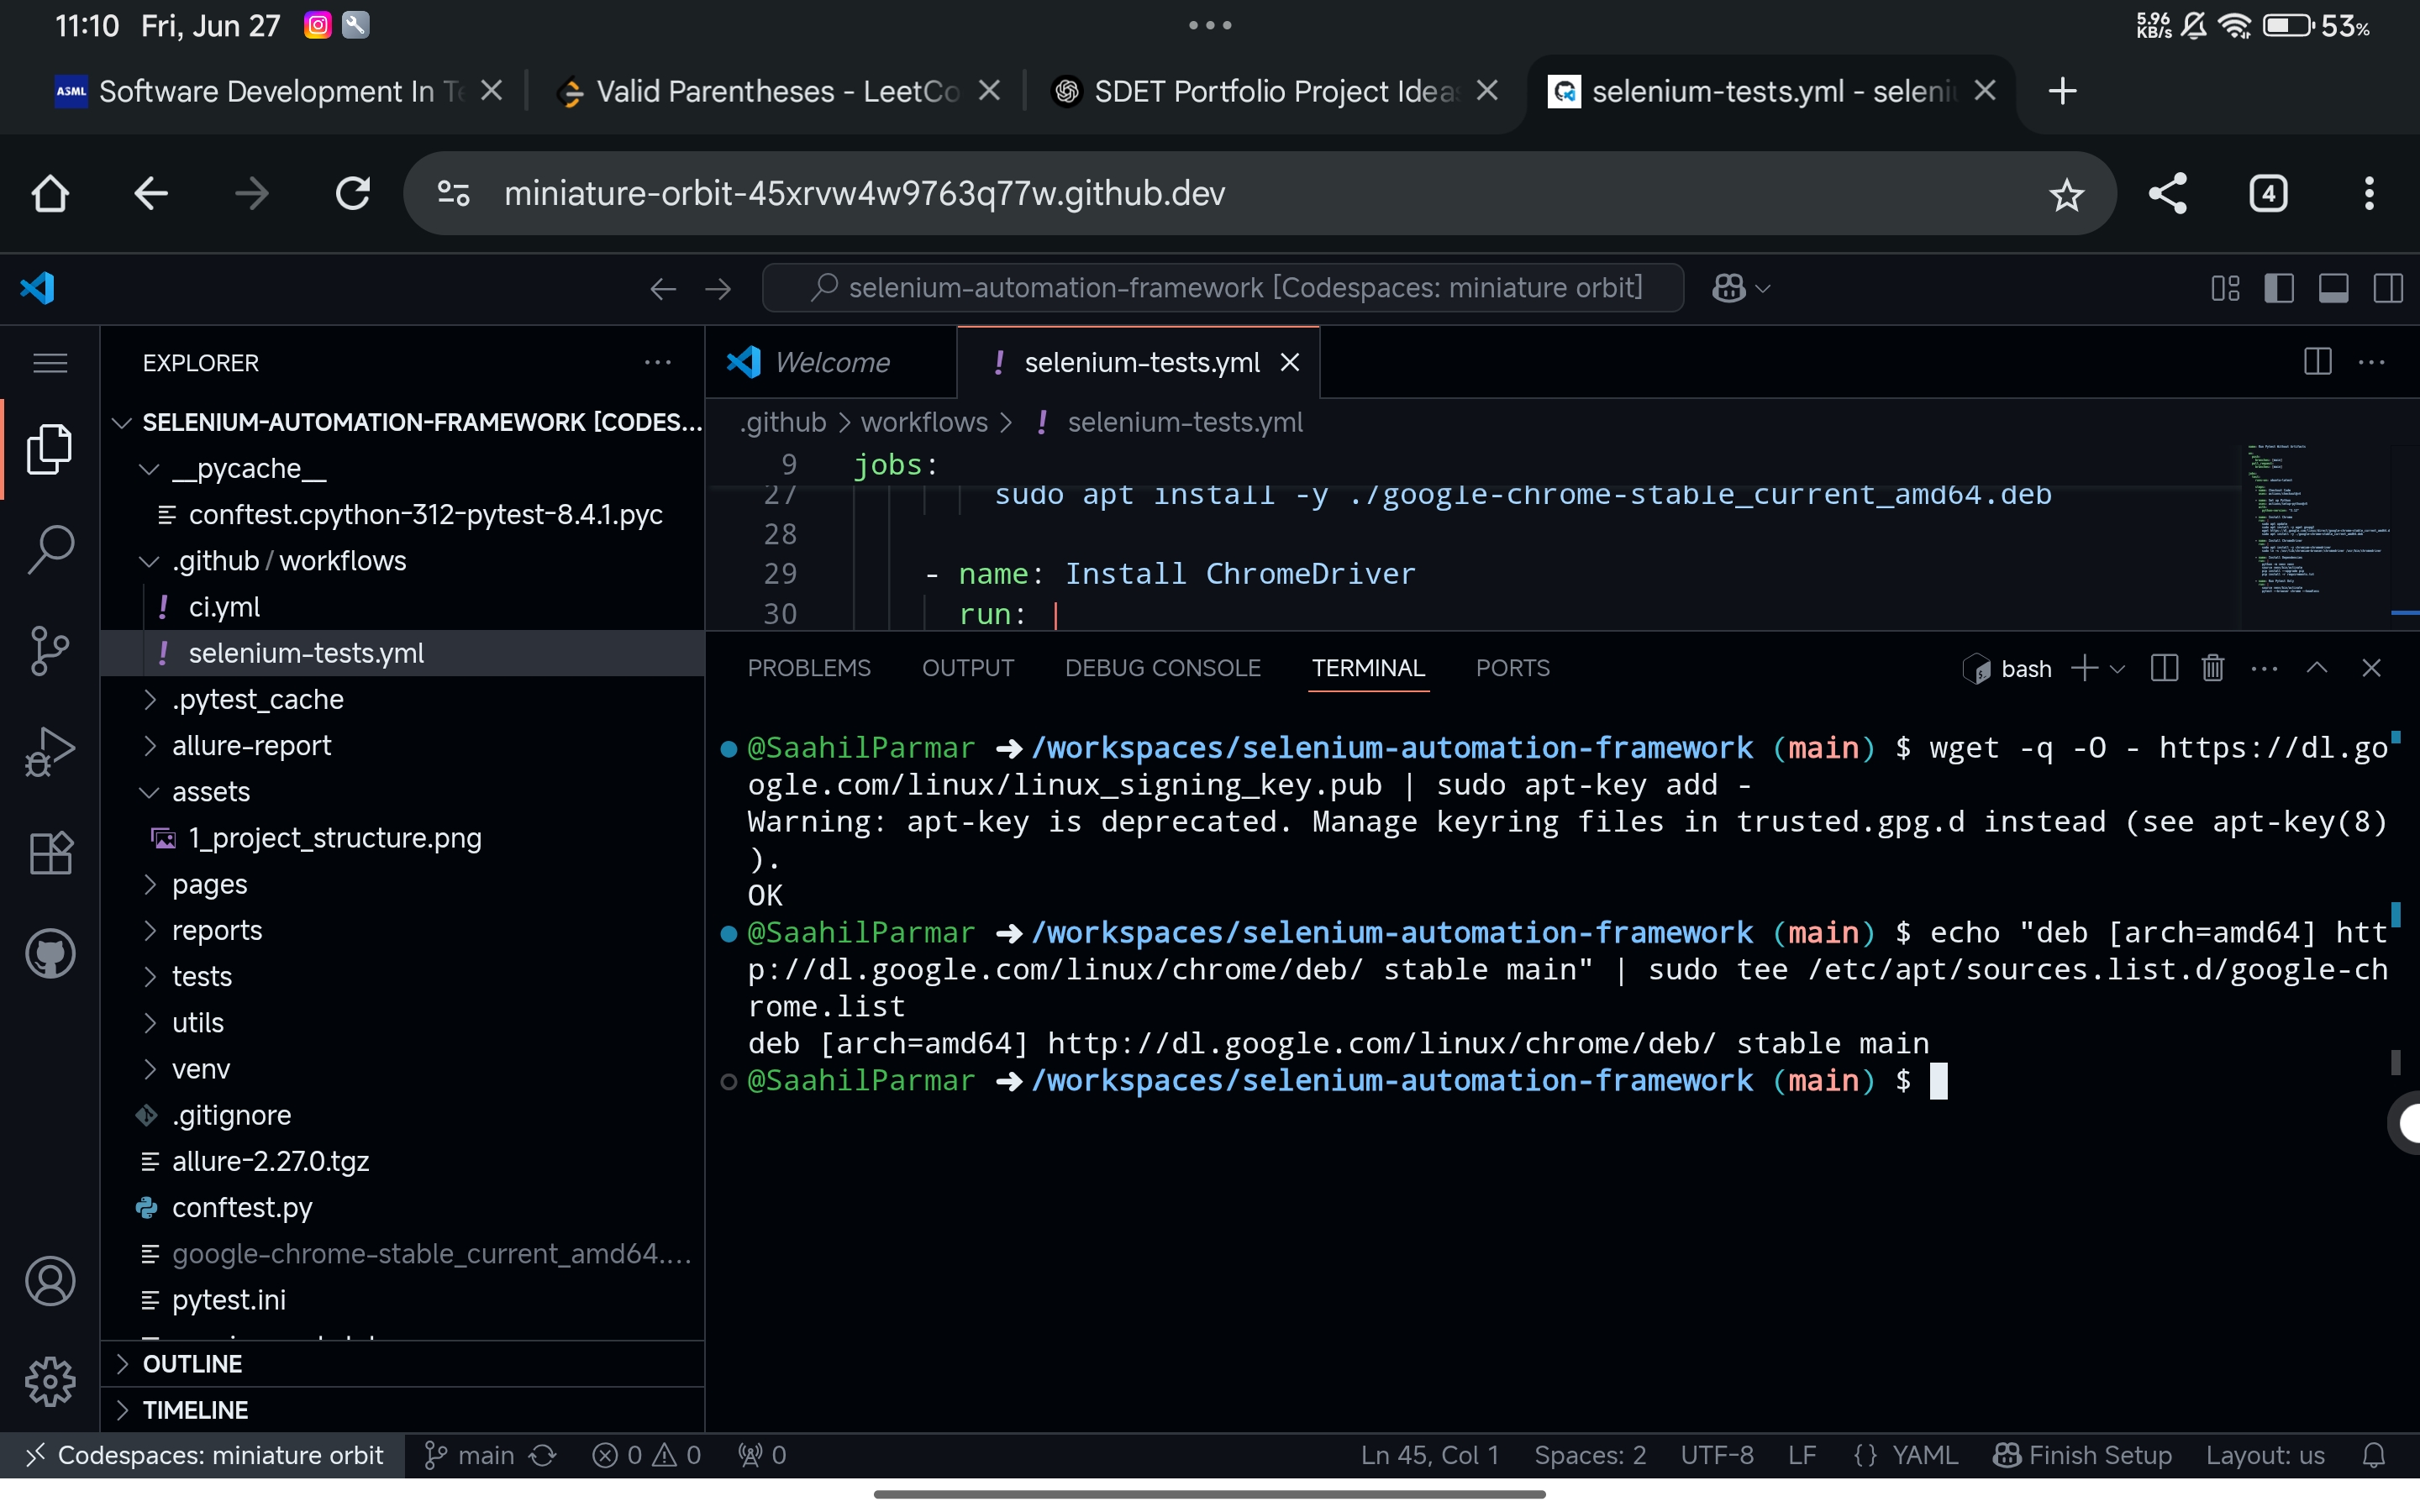 11:10 Fri, Jun 27
5.96 KB/s 53%
ASML Software Development In Te
Valid Parentheses - LeetCo
SDET Portfolio Project Ideas
selenium-tests.yml - seleni
miniature-orbit-45xrvw4w9763q77w.github.dev
4
selenium-automation-framework [Codespaces: miniature orbit]
EXPLORER
SELENIUM-AUTOMATION-FRAMEWORK [CODES...
__pycache__
conftest.cpython-312-pytest-8.4.1.pyc
.github / workflows
ci.yml
selenium-tests.yml
.pytest_cache
allure-report
assets
1_project_structure.png
pages
reports
tests
utils
venv
.gitignore
allure-2.27.0.tgz
conftest.py
google-chrome-stable_current_amd64....
pytest.ini
OUTLINE
TIMELINE
Welcome
selenium-tests.yml
.github > workflows > selenium-tests.yml
9 jobs:
27 sudo apt install -y ./google-chrome-stable_current_amd64.deb
28
29 - name: Install ChromeDriver
30 run: |
PROBLEMS OUTPUT DEBUG CONSOLE TERMINAL PORTS
bash
@SaahilParmar ➜ /workspaces/selenium-automation-framework (main) $ wget -q -O - https://dl.go
ogle.com/linux/linux_signing_key.pub | sudo apt-key add -
Warning: apt-key is deprecated. Manage keyring files in trusted.gpg.d instead (see apt-key(8)
).
OK
@SaahilParmar ➜ /workspaces/selenium-automation-framework (main) $ echo "deb [arch=amd64] htt
p://dl.google.com/linux/chrome/deb/ stable main" | sudo tee /etc/apt/sources.list.d/google-ch
rome.list
deb [arch=amd64] http://dl.google.com/linux/chrome/deb/ stable main
@SaahilParmar ➜ /workspaces/selenium-automation-framework (main) $
Codespaces: miniature orbit main 0 0 0 Ln 45, Col 1 Spaces: 2 UTF-8 LF {} YAML Finish Setup Layout: us